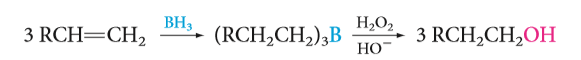 3 RCH=CH₂ BH₃ (RCH₂CH₂)₃B H₂O₂ HO⁻ 3 RCH₂CH₂OH